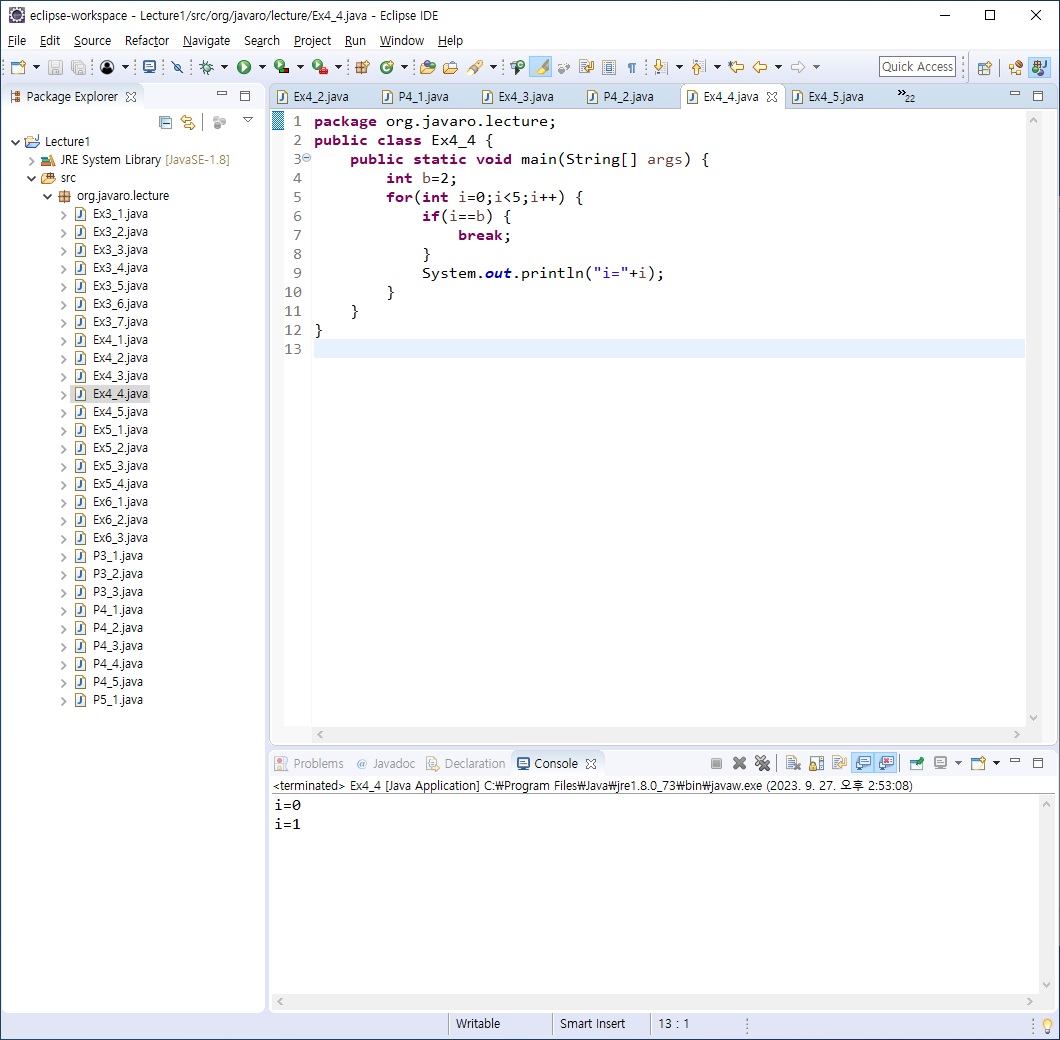 eclipse-workspace - Lecture1/src/org/javaro/lecture/Ex4_4.java - Eclipse IDE
File Edit Source Refactor Navigate Search Project Run Window Help
Quick Access
Package Explorer
Ex4_2.java P4_1.java Ex4_3.java P4_2.java Ex4_4.java Ex4_5.java »22
Lecture1
JRE System Library [JavaSE-1.8]
src
org.javaro.lecture
Ex3_1.java
Ex3_2.java
Ex3_3.java
Ex3_4.java
Ex3_5.java
Ex3_6.java
Ex3_7.java
Ex4_1.java
Ex4_2.java
Ex4_3.java
Ex4_4.java
Ex4_5.java
Ex5_1.java
Ex5_2.java
Ex5_3.java
Ex5_4.java
Ex6_1.java
Ex6_2.java
Ex6_3.java
P3_1.java
P3_2.java
P3_3.java
P4_1.java
P4_2.java
P4_3.java
P4_4.java
P4_5.java
P5_1.java
1 package org.javaro.lecture;
2 public class Ex4_4 {
3 public static void main(String[] args) {
4 int b=2;
5 for(int i=0;i<5;i++) {
6 if(i==b) {
7 break;
8 }
9 System.out.println("i="+i);
10 }
11 }
12 }
13
Problems @ Javadoc Declaration Console
<terminated> Ex4_4 [Java Application] C:₩Program Files₩Java₩jre1.8.0_73₩bin₩javaw.exe (2023. 9. 27. 오후 2:53:08)
i=0
i=1
Writable Smart Insert 13 : 1